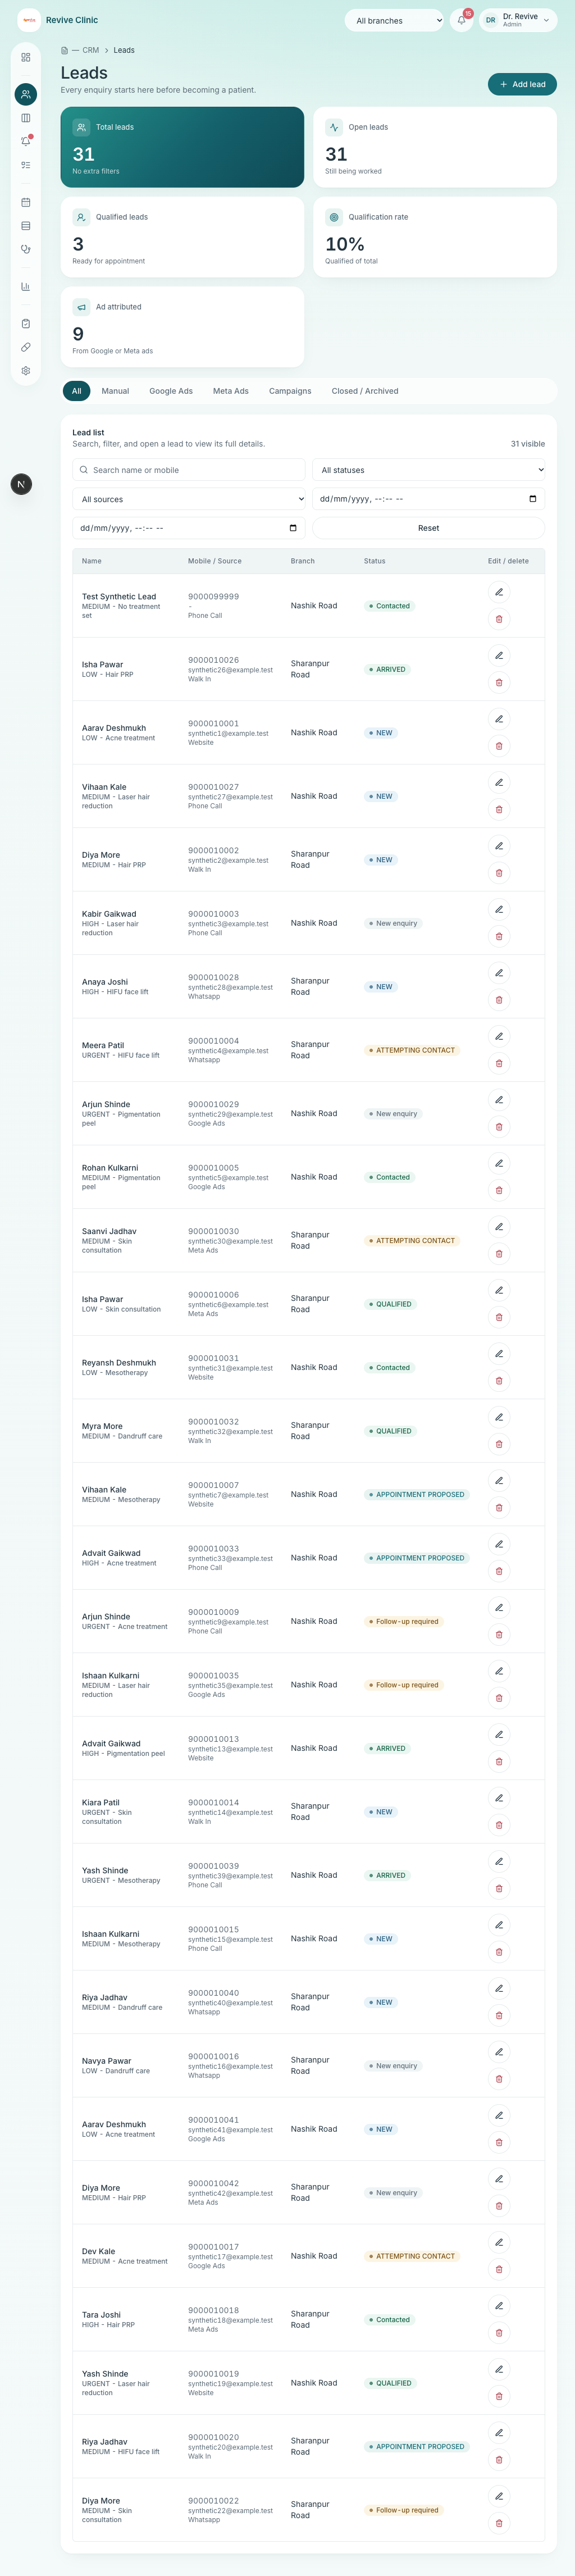 Revive Clinic
All branches
15
DR
Dr. Revive
Admin
— CRM > Leads
Leads
Every enquiry starts here before becoming a patient.
+ Add lead
Total leads
31
No extra filters
Open leads
31
Still being worked
Qualified leads
3
Ready for appointment
Qualification rate
10%
Qualified of total
Ad attributed
9
From Google or Meta ads
All Manual Google Ads Meta Ads Campaigns Closed / Archived
Lead list
Search, filter, and open a lead to view its full details.
31 visible
Search name or mobile
All statuses
All sources
dd/mm/yyyy, --:-- --
dd/mm/yyyy, --:-- --
Reset
Name Mobile / Source Branch Status Edit / delete
Test Synthetic Lead
MEDIUM - No treatment
set
9000099999
-
Phone Call
Nashik Road
Contacted
Isha Pawar
LOW - Hair PRP
9000010026
synthetic26@example.test
Walk In
Sharanpur
Road
ARRIVED
Aarav Deshmukh
LOW - Acne treatment
9000010001
synthetic1@example.test
Website
Nashik Road
NEW
Vihaan Kale
MEDIUM - Laser hair
reduction
9000010027
synthetic27@example.test
Phone Call
Nashik Road
NEW
Diya More
MEDIUM - Hair PRP
9000010002
synthetic2@example.test
Walk In
Sharanpur
Road
NEW
Kabir Gaikwad
HIGH - Laser hair
reduction
9000010003
synthetic3@example.test
Phone Call
Nashik Road
New enquiry
Anaya Joshi
HIGH - HIFU face lift
9000010028
synthetic28@example.test
Whatsapp
Sharanpur
Road
NEW
Meera Patil
URGENT - HIFU face lift
9000010004
synthetic4@example.test
Whatsapp
Sharanpur
Road
ATTEMPTING CONTACT
Arjun Shinde
URGENT - Pigmentation
peel
9000010029
synthetic29@example.test
Google Ads
Nashik Road
New enquiry
Rohan Kulkarni
MEDIUM - Pigmentation
peel
9000010005
synthetic5@example.test
Google Ads
Nashik Road
Contacted
Saanvi Jadhav
MEDIUM - Skin
consultation
9000010030
synthetic30@example.test
Meta Ads
Sharanpur
Road
ATTEMPTING CONTACT
Isha Pawar
LOW - Skin consultation
9000010006
synthetic6@example.test
Meta Ads
Sharanpur
Road
QUALIFIED
Reyansh Deshmukh
LOW - Mesotherapy
9000010031
synthetic31@example.test
Website
Nashik Road
Contacted
Myra More
MEDIUM - Dandruff care
9000010032
synthetic32@example.test
Walk In
Sharanpur
Road
QUALIFIED
Vihaan Kale
MEDIUM - Mesotherapy
9000010007
synthetic7@example.test
Website
Nashik Road
APPOINTMENT PROPOSED
Advait Gaikwad
HIGH - Acne treatment
9000010033
synthetic33@example.test
Phone Call
Nashik Road
APPOINTMENT PROPOSED
Arjun Shinde
URGENT - Acne treatment
9000010009
synthetic9@example.test
Phone Call
Nashik Road
Follow-up required
Ishaan Kulkarni
MEDIUM - Laser hair
reduction
9000010035
synthetic35@example.test
Google Ads
Nashik Road
Follow-up required
Advait Gaikwad
HIGH - Pigmentation peel
9000010013
synthetic13@example.test
Website
Nashik Road
ARRIVED
Kiara Patil
URGENT - Skin
consultation
9000010014
synthetic14@example.test
Walk In
Sharanpur
Road
NEW
Yash Shinde
URGENT - Mesotherapy
9000010039
synthetic39@example.test
Phone Call
Nashik Road
ARRIVED
Ishaan Kulkarni
MEDIUM - Mesotherapy
9000010015
synthetic15@example.test
Phone Call
Nashik Road
NEW
Riya Jadhav
MEDIUM - Dandruff care
9000010040
synthetic40@example.test
Whatsapp
Sharanpur
Road
NEW
Navya Pawar
LOW - Dandruff care
9000010016
synthetic16@example.test
Whatsapp
Sharanpur
Road
New enquiry
Aarav Deshmukh
LOW - Acne treatment
9000010041
synthetic41@example.test
Google Ads
Nashik Road
NEW
Diya More
MEDIUM - Hair PRP
9000010042
synthetic42@example.test
Meta Ads
Sharanpur
Road
New enquiry
Dev Kale
MEDIUM - Acne treatment
9000010017
synthetic17@example.test
Google Ads
Nashik Road
ATTEMPTING CONTACT
Tara Joshi
HIGH - Hair PRP
9000010018
synthetic18@example.test
Meta Ads
Sharanpur
Road
Contacted
Yash Shinde
URGENT - Laser hair
reduction
9000010019
synthetic19@example.test
Website
Nashik Road
QUALIFIED
Riya Jadhav
MEDIUM - HIFU face lift
9000010020
synthetic20@example.test
Walk In
Sharanpur
Road
APPOINTMENT PROPOSED
Diya More
MEDIUM - Skin
consultation
9000010022
synthetic22@example.test
Whatsapp
Sharanpur
Road
Follow-up required